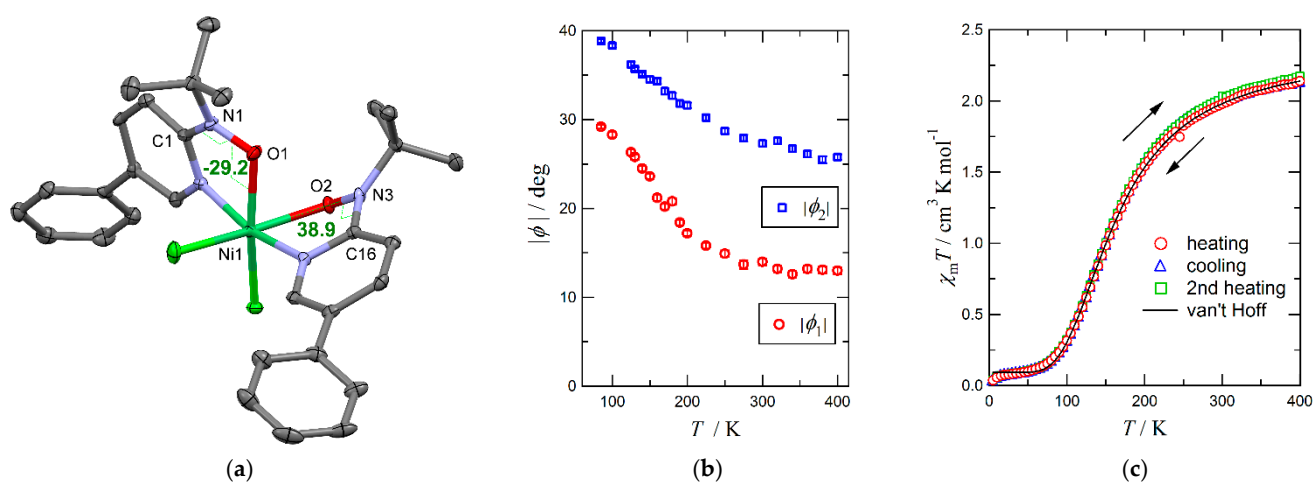 N1
C1
O1
-29.2
O2
N3
38.9
Ni1
C16
(a)
|ϕ| / deg
40
30
20
10
0
|ϕ₂|
|ϕ₁|
100 200 300 400
T / K
(b)
χₘT / cm³ K mol⁻¹
2.5
2.0
1.5
1.0
0.5
0.0
heating
cooling
2nd heating
van't Hoff
0 100 200 300 400
T / K
(c)